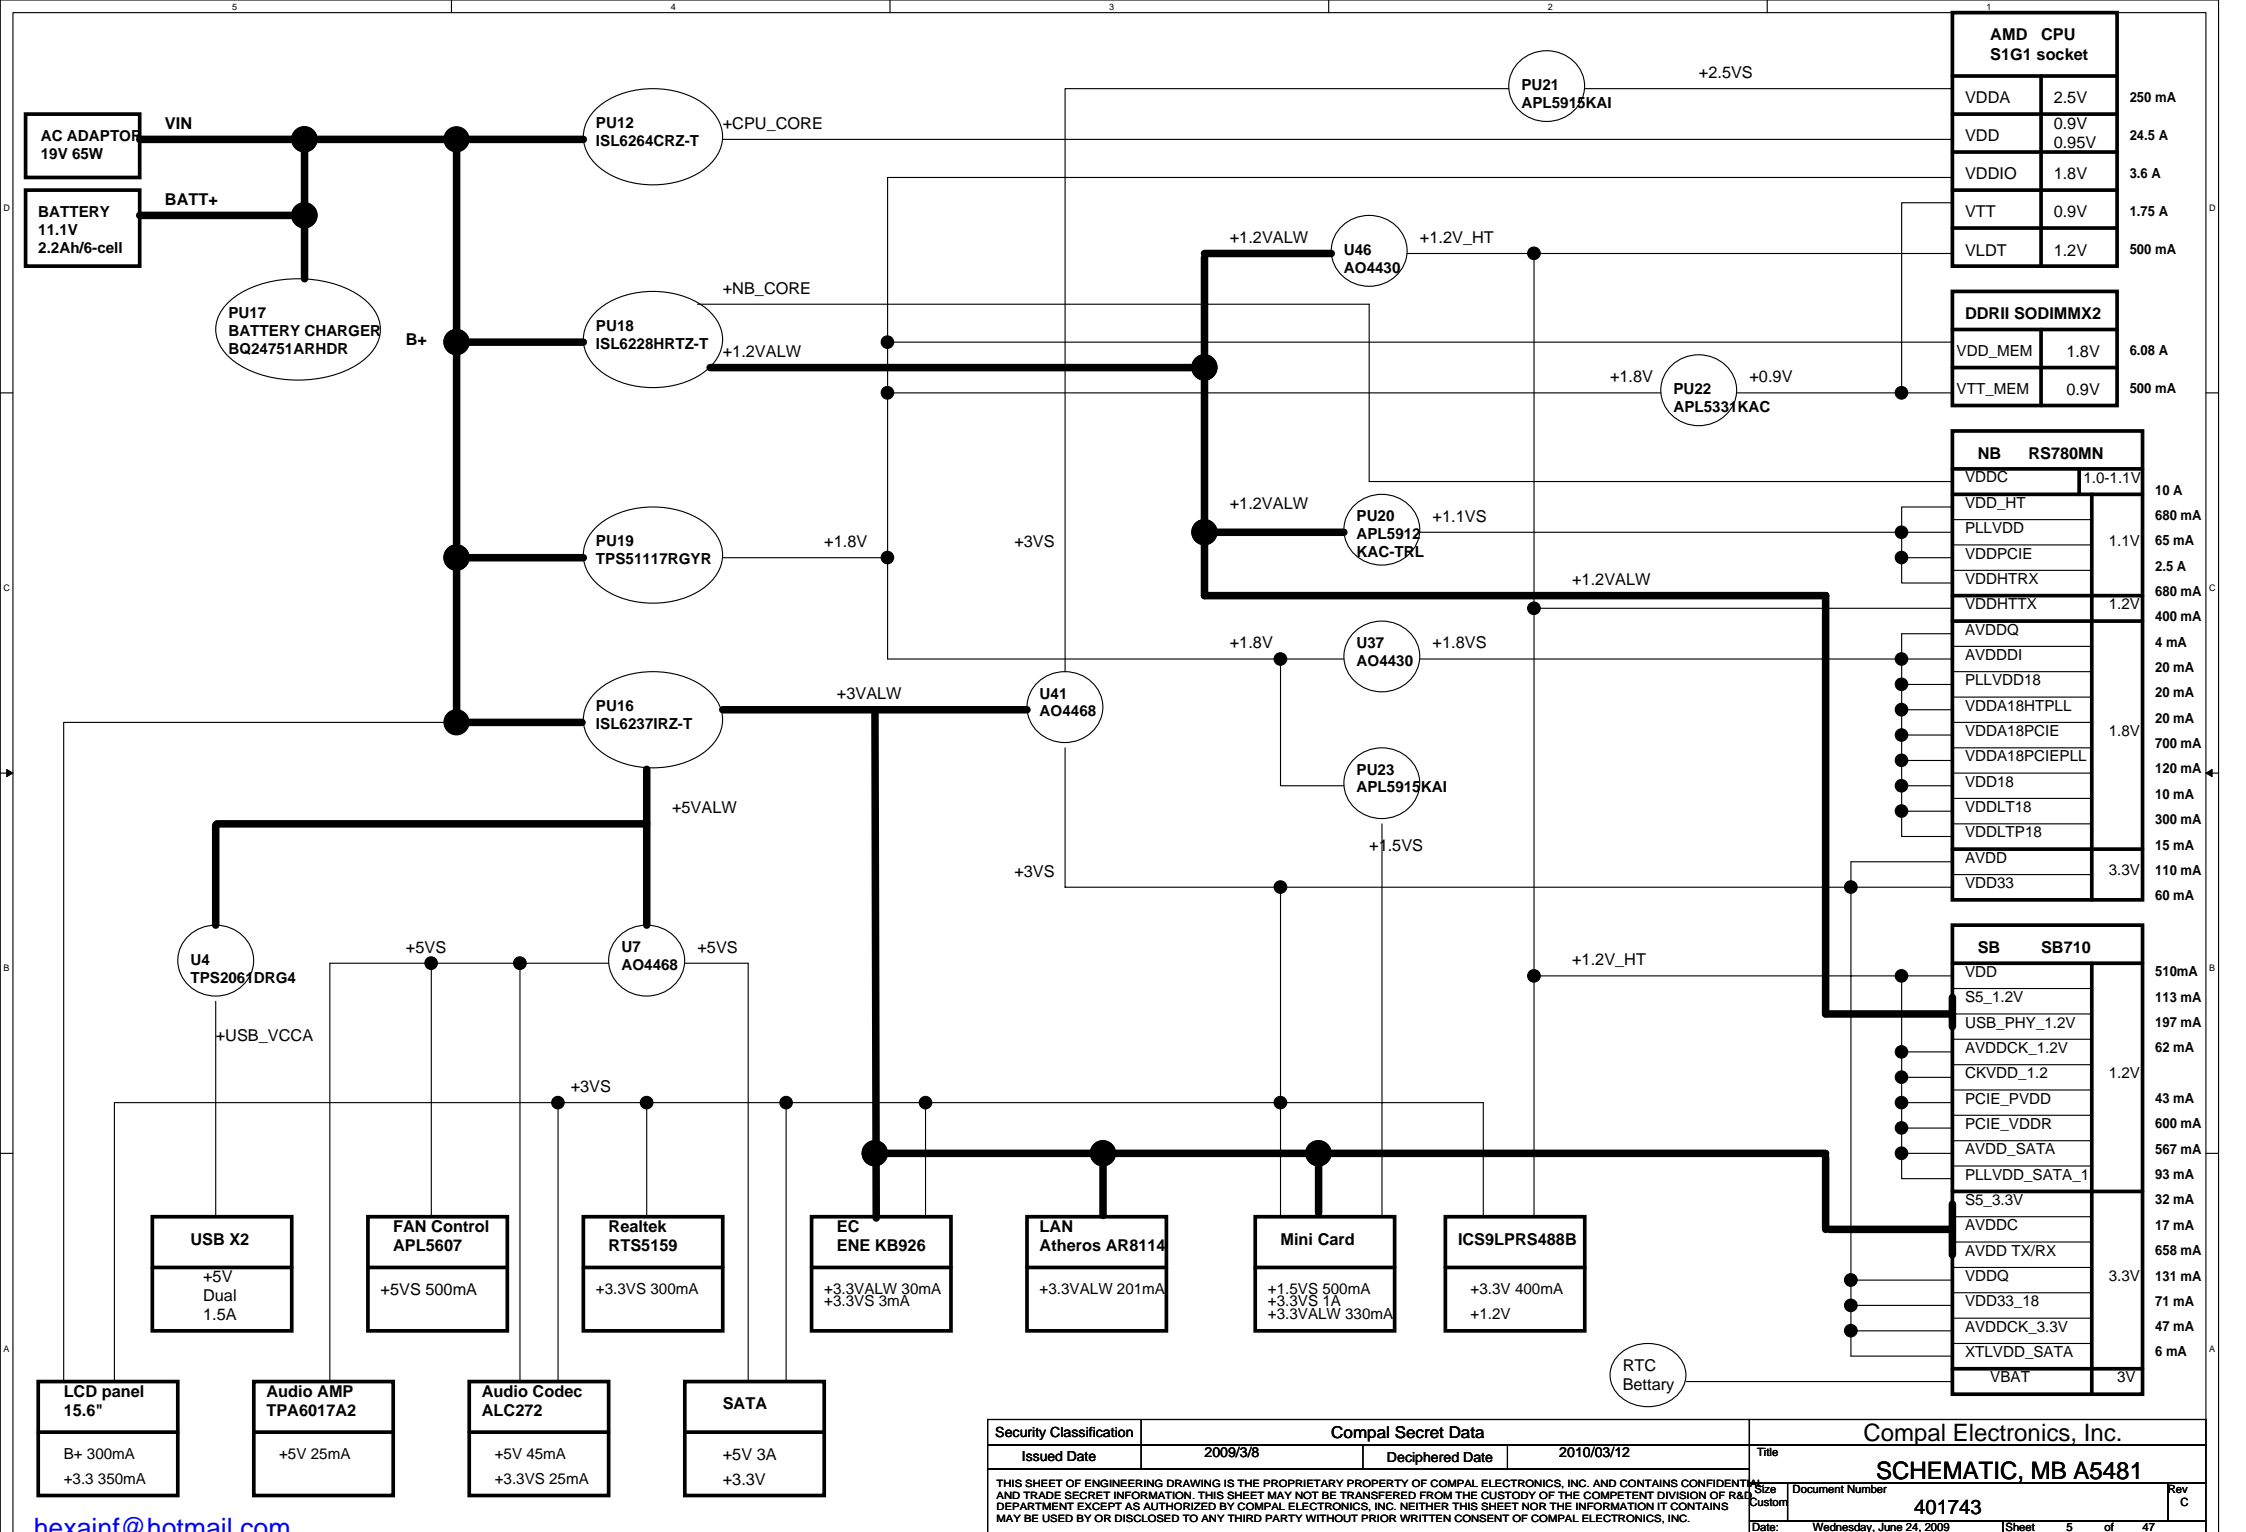 5 4 3 2 1
AC ADAPTOR
19V 65W
VIN
BATTERY
11.1V
2.2Ah/6-cell
BATT+
PU17
BATTERY CHARGER
BQ24751ARHDR
B+
PU12
ISL6264CRZ-T
+CPU_CORE
PU18
ISL6228HRTZ-T
+NB_CORE
+1.2VALW
PU19
TPS51117RGYR
+1.8V
PU16
ISL6237IRZ-T
+3VALW
+5VALW
U41
AO4468
+3VS
+3VS
PU21
APL5915KAI
+2.5VS
+1.2VALW
U46
AO4430
+1.2V_HT
+1.8V
PU22
APL5331KAC
+0.9V
+1.2VALW
PU20
APL5912
KAC-TRL
+1.1VS
+1.2VALW
+1.8V
U37
AO4430
+1.8VS
PU23
APL5915KAI
+1.5VS
+1.2V_HT
U4
TPS2061DRG4
+USB_VCCA
+5VS
U7
AO4468
+5VS
+3VS
AMD CPU
S1G1 socket
VDDA 2.5V 250 mA
VDD 0.9V
0.95V 24.5 A
VDDIO 1.8V 3.6 A
VTT 0.9V 1.75 A
VLDT 1.2V 500 mA
DDRII SODIMMX2
VDD_MEM 1.8V 6.08 A
VTT_MEM 0.9V 500 mA
NB RS780MN
VDDC 1.0-1.1V 10 A
VDD_HT 680 mA
PLLVDD 1.1V 65 mA
VDDPCIE 2.5 A
VDDHTRX 680 mA
VDDHTTX 1.2V 400 mA
AVDDQ 4 mA
AVDDDI 20 mA
PLLVDD18 20 mA
VDDA18HTPLL 20 mA
VDDA18PCIE 1.8V 700 mA
VDDA18PCIEPLL 120 mA
VDD18 10 mA
VDDLT18 300 mA
VDDLTP18 15 mA
AVDD 3.3V 110 mA
VDD33 60 mA
SB SB710
VDD 510mA
S5_1.2V 113 mA
USB_PHY_1.2V 197 mA
AVDDCK_1.2V 62 mA
CKVDD_1.2 1.2V
PCIE_PVDD 43 mA
PCIE_VDDR 600 mA
AVDD_SATA 567 mA
PLLVDD_SATA_1 93 mA
S5_3.3V 32 mA
AVDDC 17 mA
AVDD TX/RX 658 mA
VDDQ 3.3V 131 mA
VDD33_18 71 mA
AVDDCK_3.3V 47 mA
XTLVDD_SATA 6 mA
VBAT 3V
RTC
Bettary
USB X2
+5V
Dual
1.5A
FAN Control
APL5607
+5VS 500mA
Realtek
RTS5159
+3.3VS 300mA
EC
ENE KB926
+3.3VALW 30mA
+3.3VS 3mA
LAN
Atheros AR8114
+3.3VALW 201mA
Mini Card
+1.5VS 500mA
+3.3VS 1A
+3.3VALW 330mA
ICS9LPRS488B
+3.3V 400mA
+1.2V
LCD panel
15.6"
B+ 300mA
+3.3 350mA
Audio AMP
TPA6017A2
+5V 25mA
Audio Codec
ALC272
+5V 45mA
+3.3VS 25mA
SATA
+5V 3A
+3.3V
D D
C C
B B
A A
hexainf@hotmail.com
Security Classification Compal Secret Data
Issued Date 2009/3/8 Deciphered Date 2010/03/12
THIS SHEET OF ENGINEERING DRAWING IS THE PROPRIETARY PROPERTY OF COMPAL ELECTRONICS, INC. AND CONTAINS CONFIDENTIAL
AND TRADE SECRET INFORMATION. THIS SHEET MAY NOT BE TRANSFERED FROM THE CUSTODY OF THE COMPETENT DIVISION OF R&D
DEPARTMENT EXCEPT AS AUTHORIZED BY COMPAL ELECTRONICS, INC. NEITHER THIS SHEET NOR THE INFORMATION IT CONTAINS
MAY BE USED BY OR DISCLOSED TO ANY THIRD PARTY WITHOUT PRIOR WRITTEN CONSENT OF COMPAL ELECTRONICS, INC.
Compal Electronics, Inc.
Title
SCHEMATIC, MB A5481
Size Document Number Rev
Custom 401743 C
Date: Wednesday, June 24, 2009 Sheet 5 of 47